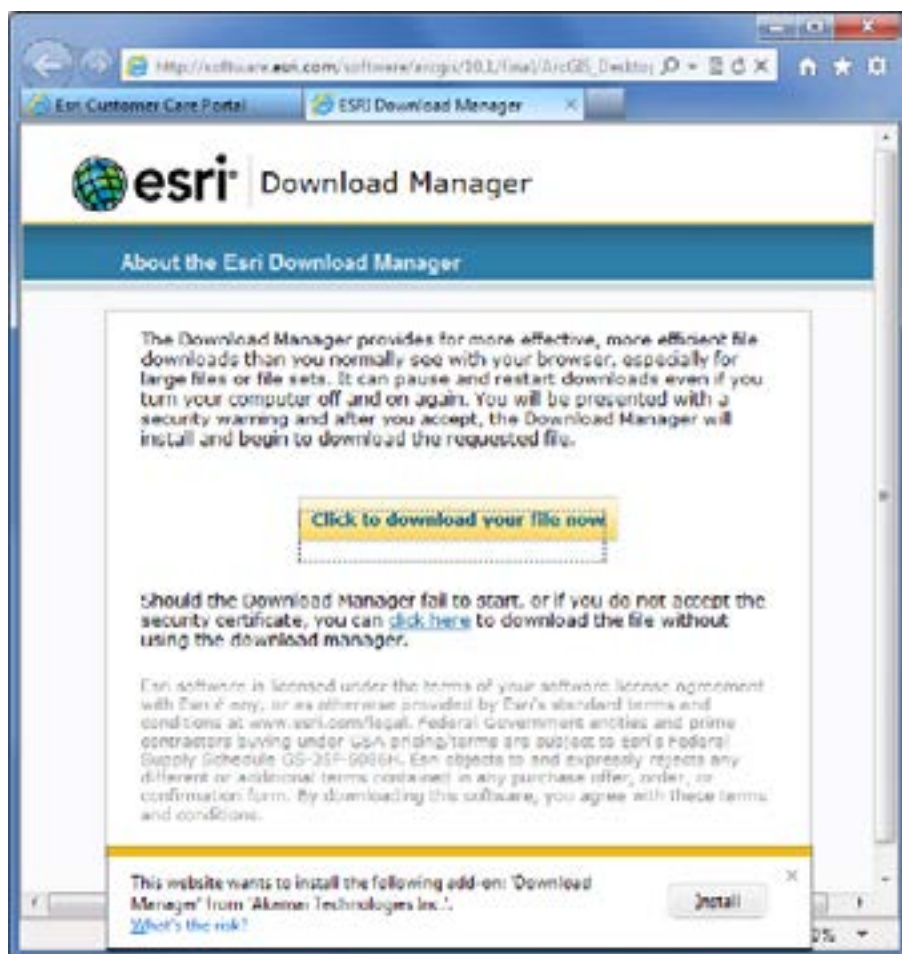 http://software.esri.com/software/arcgis/10.1/final/ArcGIS_Desktop
Esri Customer Care Portal
ESRI Download Manager
esri Download Manager
About the Esri Download Manager
The Download Manager provides for more effective, more efficient file
downloads than you normally see with your browser, especially for
large files or file sets. It can pause and restart downloads even if you
turn your computer off and on again. You will be presented with a
security warning and after you accept, the Download Manager will
install and begin to download the requested file.
Click to download your file now
Should the Download Manager fail to start, or if you do not accept the
security certificate, you can click here to download the file without
using the download manager.
Esri software is licensed under the terms of your software license agreement
with Esri if any, or as otherwise provided by Esri's standard terms and
conditions at www.esri.com/legal. Federal Government entities and prime
contractors buying under GSA pricing/terms are subject to Esri's Federal
Supply Schedule
Esri objects to and expressly rejects any
different or additional terms contained in any purchase offer, order, or
confirmation form. By downloading this software, you agree with these terms
and conditions.
This website wants to install the following add-on: 'Download
Manager' from 'Akamai Technologies Inc.'.
What's the risk?
Install